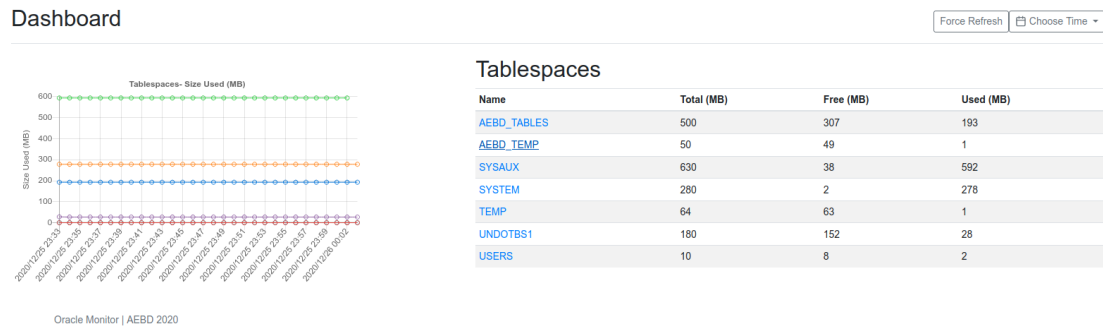 Dashboard
Force Refresh
Choose Time
Tablespaces- Size Used (MB)
Size Used (MB)
600
500
400
300
200
100
0
2020/12/25 23:33
2020/12/25 23:35
2020/12/25 23:37
2020/12/25 23:39
2020/12/25 23:41
2020/12/25 23:43
2020/12/25 23:45
2020/12/25 23:47
2020/12/25 23:51
2020/12/25 23:53
2020/12/25 23:55
2020/12/25 23:57
2020/12/25 23:59
2020/12/26 00:02
Tablespaces
Name Total (MB) Free (MB) Used (MB)
AEBD_TABLES 500 307 193
AEBD_TEMP 50 49 1
SYSAUX 630 38 592
SYSTEM 280 2 278
TEMP 64 63 1
UNDOTBS1 180 152 28
USERS 10 8 2
Oracle Monitor | AEBD 2020